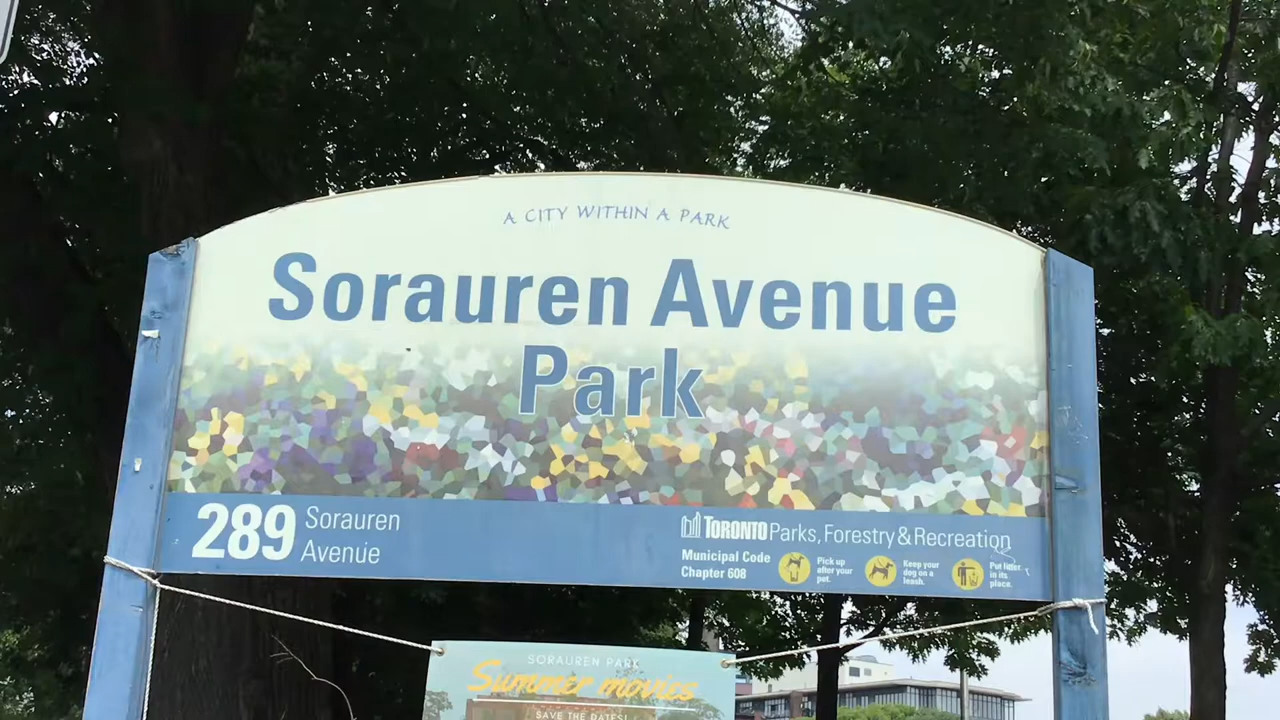 A CITY WITHIN A PARK
Sorauren Avenue
Park
289 Sorauren
Avenue
TORONTO Parks, Forestry & Recreation
Municipal Code
Chapter 608
Pick up
after your
pet.
Keep your
dog on a
leash.
Put litter
in its
place.
SORAUREN PARK
Summer movies
SAVE THE DATES!